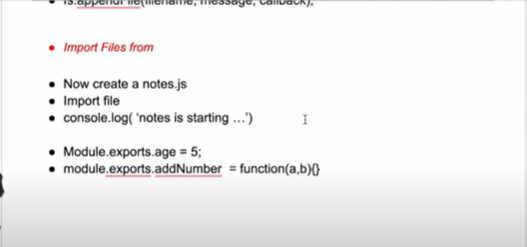 fs.appendFile(filename, message, callback);
Import Files from
Now create a notes.js
Import file
console.log( 'notes is starting ...')
Module.exports.age = 5;
module.exports.addNumber = function(a,b){}